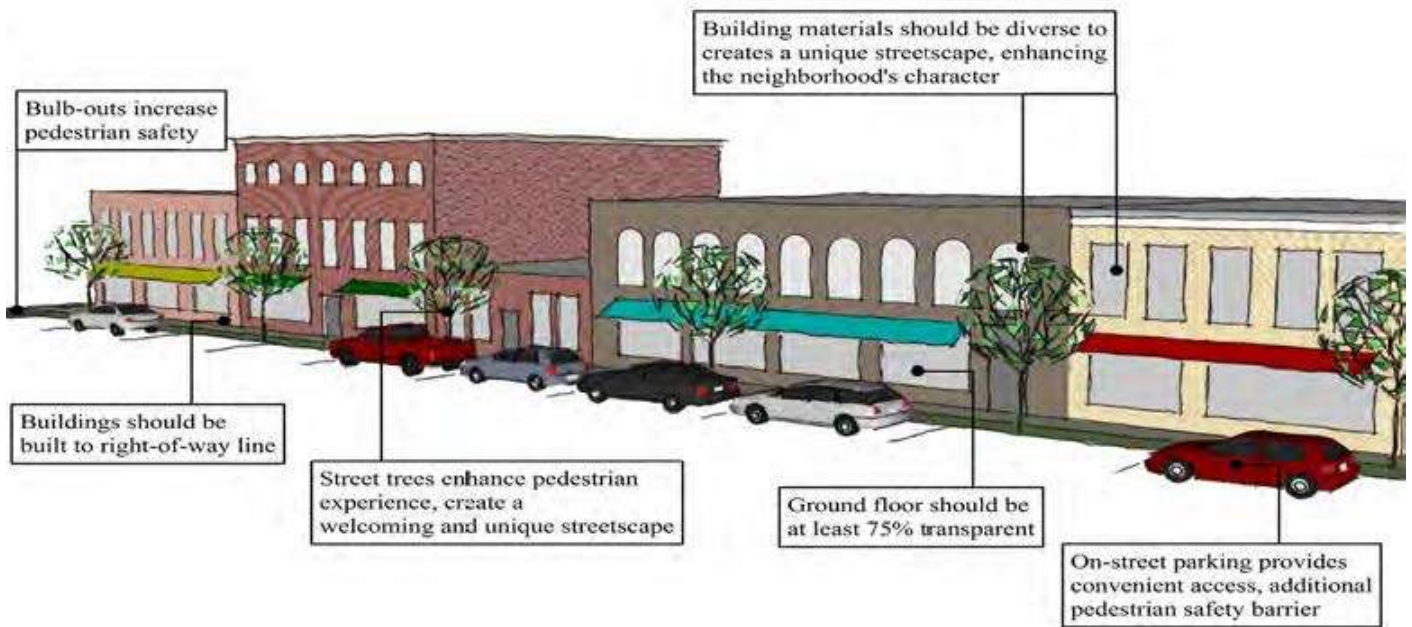 Building materials should be diverse to
creates a unique streetscape, enhancing
the neighborhood's character
Bulb-outs increase
pedestrian safety
Buildings should be
built to right-of-way line
Street trees enhance pedestrian
experience, create a
welcoming and unique streetscape
Ground floor should be
at least 75% transparent
On-street parking provides
convenient access, additional
pedestrian safety barrier